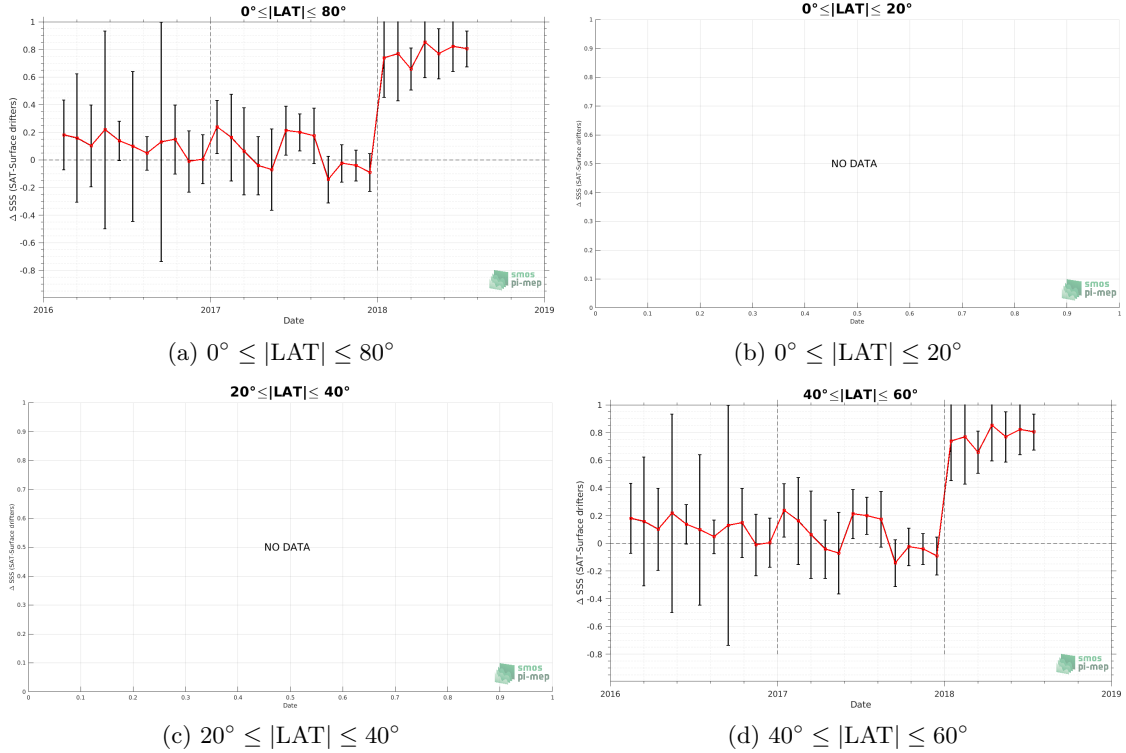 0°≤|LAT|≤ 80°
Δ SSS (SAT-Surface drifters)
1
0.8
0.6
0.4
0.2
0
-0.2
-0.4
-0.6
-0.8
2016
2017
2018
2019
Date
smos
pi-mep
(a) 0° ≤ |LAT| ≤ 80°
0°≤|LAT|≤ 20°
Δ SSS (SAT-Surface drifters)
1
0.9
0.8
0.7
0.6
0.5
0.4
0.3
0.2
0.1
0
NO DATA
0
0.1
0.2
0.3
0.4
0.5
0.6
0.7
0.8
0.9
1
Date
smos
pi-mep
(b) 0° ≤ |LAT| ≤ 20°
20°≤|LAT|≤ 40°
Δ SSS (SAT-Surface drifters)
1
0.9
0.8
0.7
0.6
0.5
0.4
0.3
0.2
0.1
0
NO DATA
0
0.1
0.2
0.3
0.4
0.5
0.6
0.7
0.8
0.9
1
Date
smos
pi-mep
(c) 20° ≤ |LAT| ≤ 40°
40°≤|LAT|≤ 60°
Δ SSS (SAT-Surface drifters)
1
0.8
0.6
0.4
0.2
0
-0.2
-0.4
-0.6
-0.8
2016
2017
2018
2019
Date
smos
pi-mep
(d) 40° ≤ |LAT| ≤ 60°